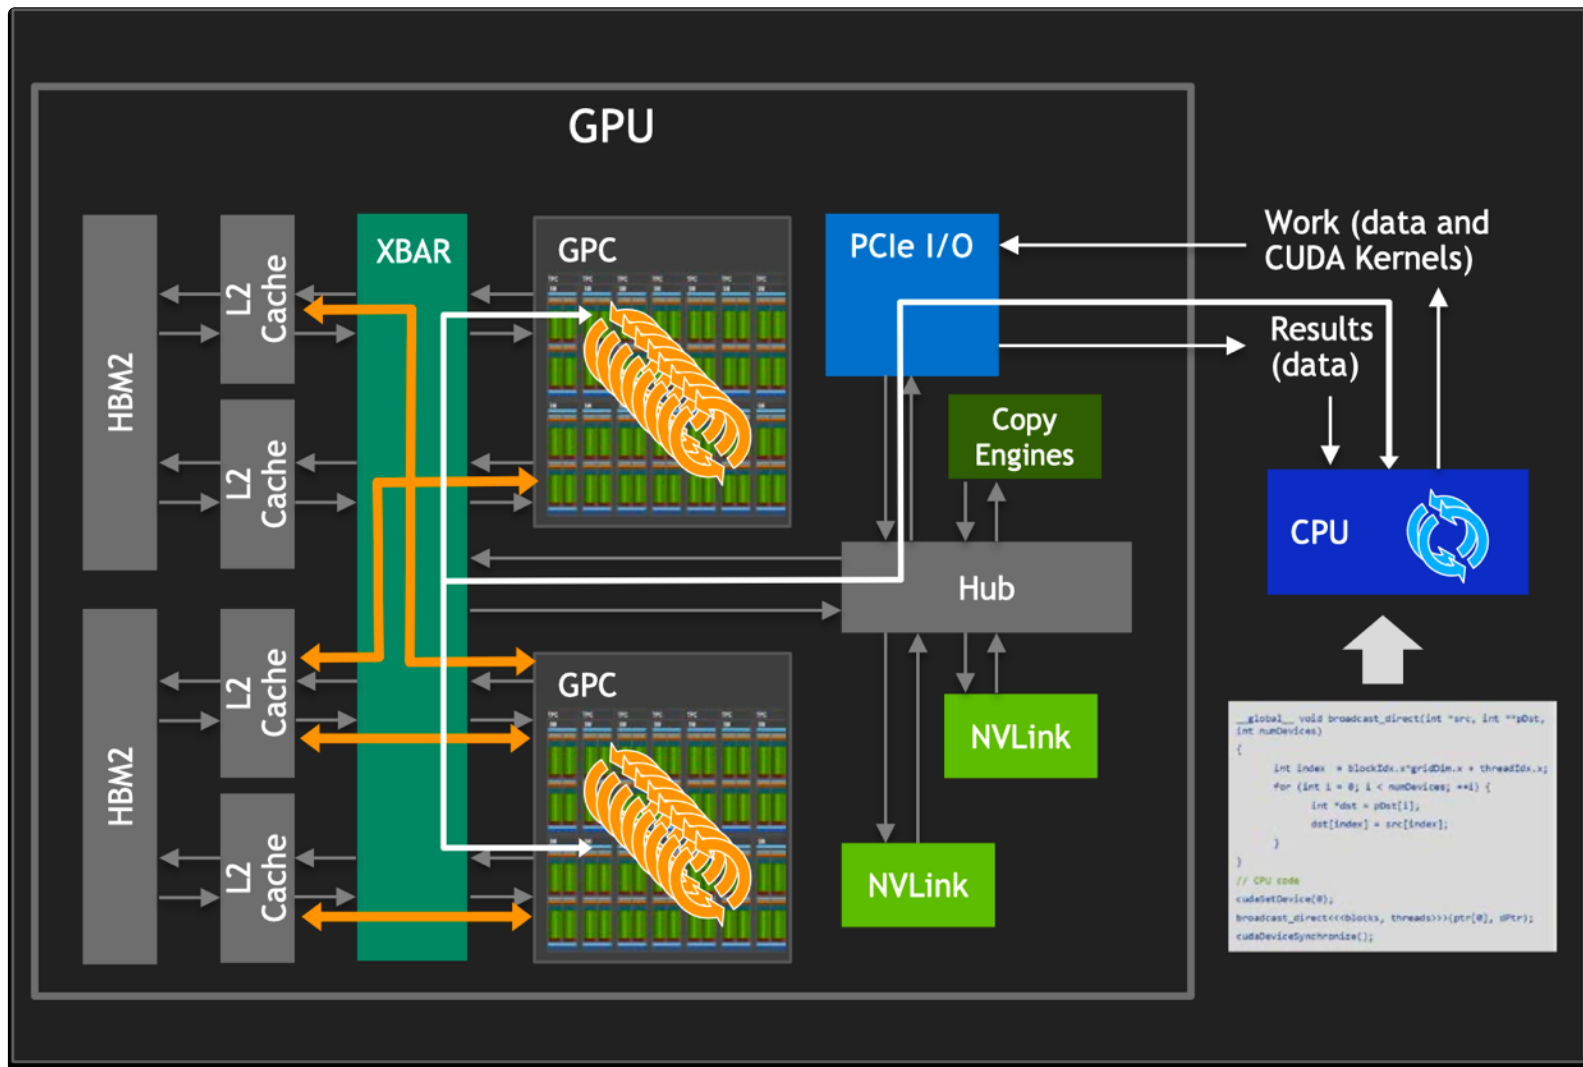 GPU
HBM2
L2
Cache
L2
Cache
XBAR
GPC
PCIe I/O
Work (data and
CUDA Kernels)
Results
(data)
Copy
Engines
CPU
Hub
HBM2
L2
Cache
L2
Cache
GPC
NVLink
NVLink
__global__ void broadcast_direct(int *src, int **pDst,
int numDevices)
{
int index = blockIdx.x*gridDim.x + threadIdx.x;
for (int i = 0; i < numDevices; ++i) {
int *dst = pDst[i];
dst[index] = src[index];
}
}
// CPU code
cudaSetDevice(0);
broadcast_direct<<<blocks, threads>>>(ptr[0], dPtr);
cudaDeviceSynchronize();